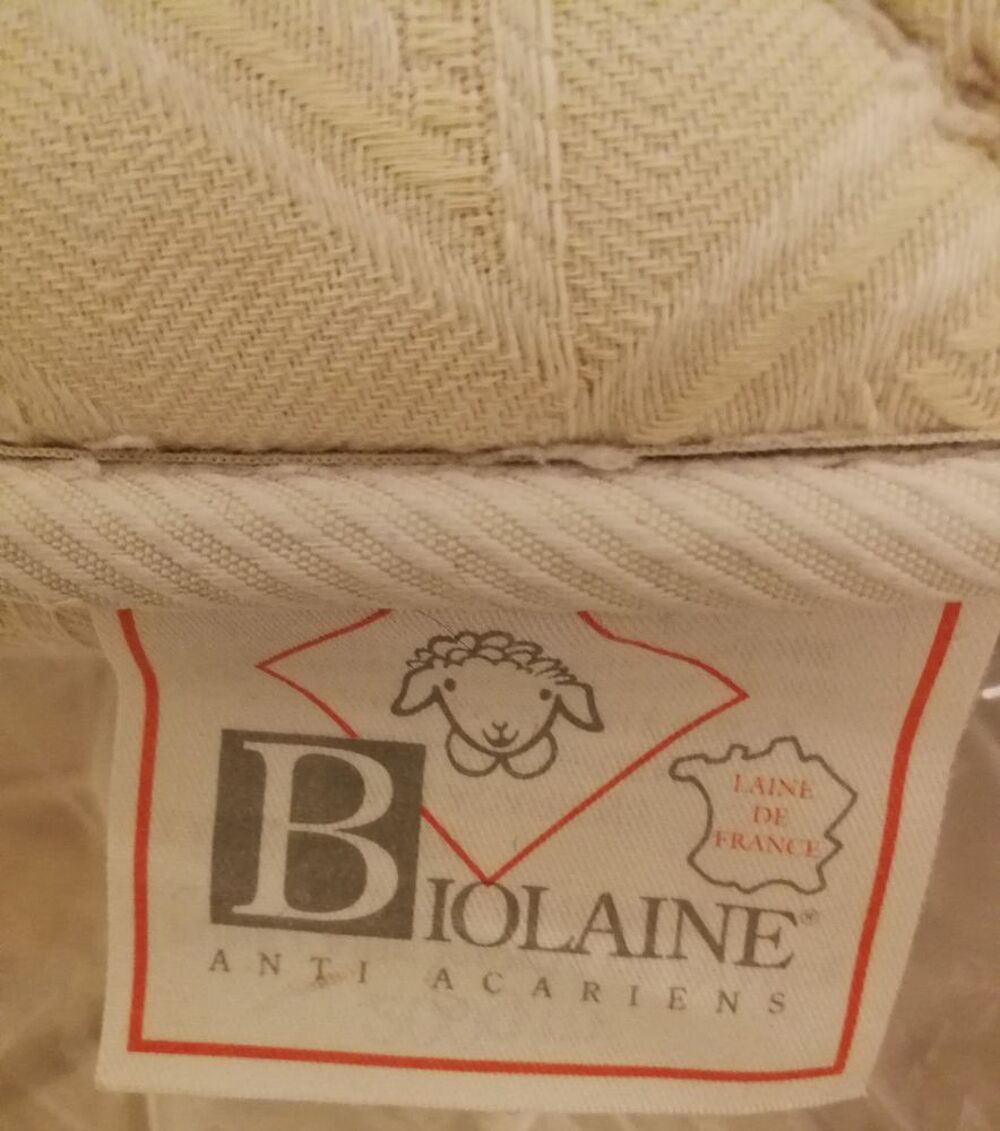 LAINE
DE
FRANCE
BIOLAINE®
ANTI ACARIENS